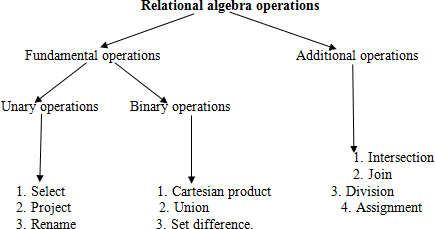 Relational algebra operations
Fundamental operations
Additional operations
Unary operations
Binary operations
1. Select
2. Project
3. Rename
1. Cartesian product
2. Union
3. Set difference.
1. Intersection
2. Join
3. Division
4. Assignment